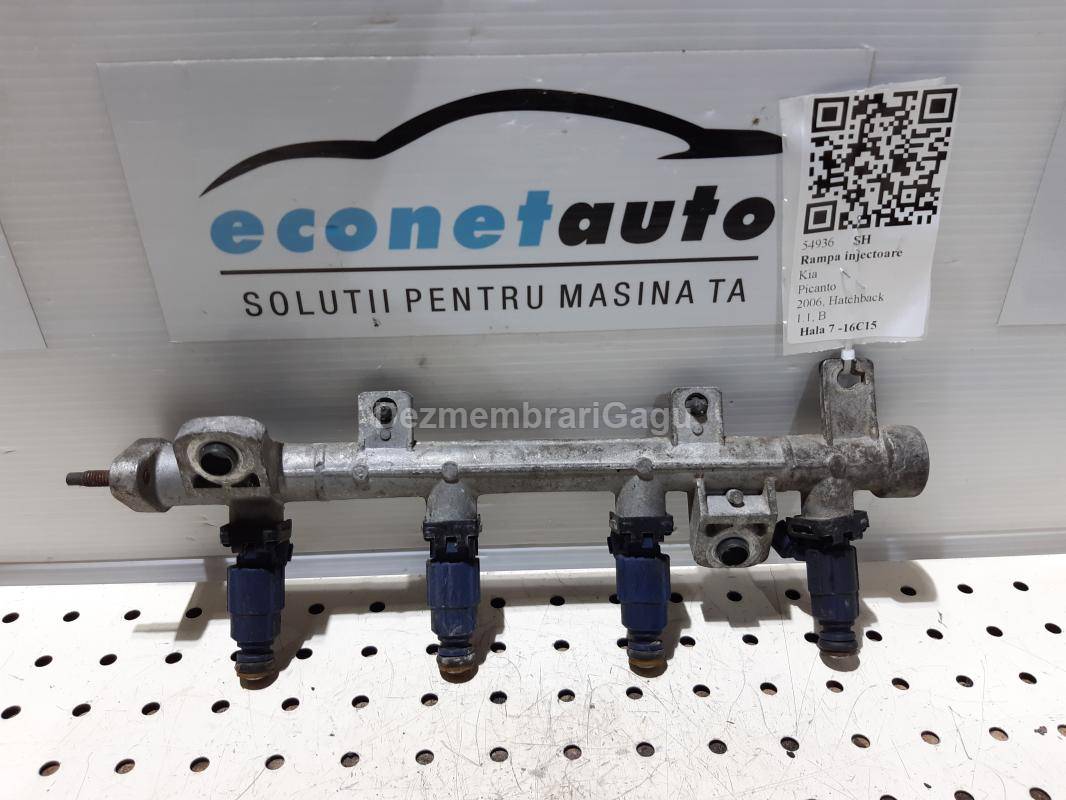 econetauto
SOLUTII PENTRU MASINA TA
54936 SH
Rampa injectoare
Kia
Picanto
2006, Hatchback
1.1, B
Hala 7 -16C15
DezmembrariGagu